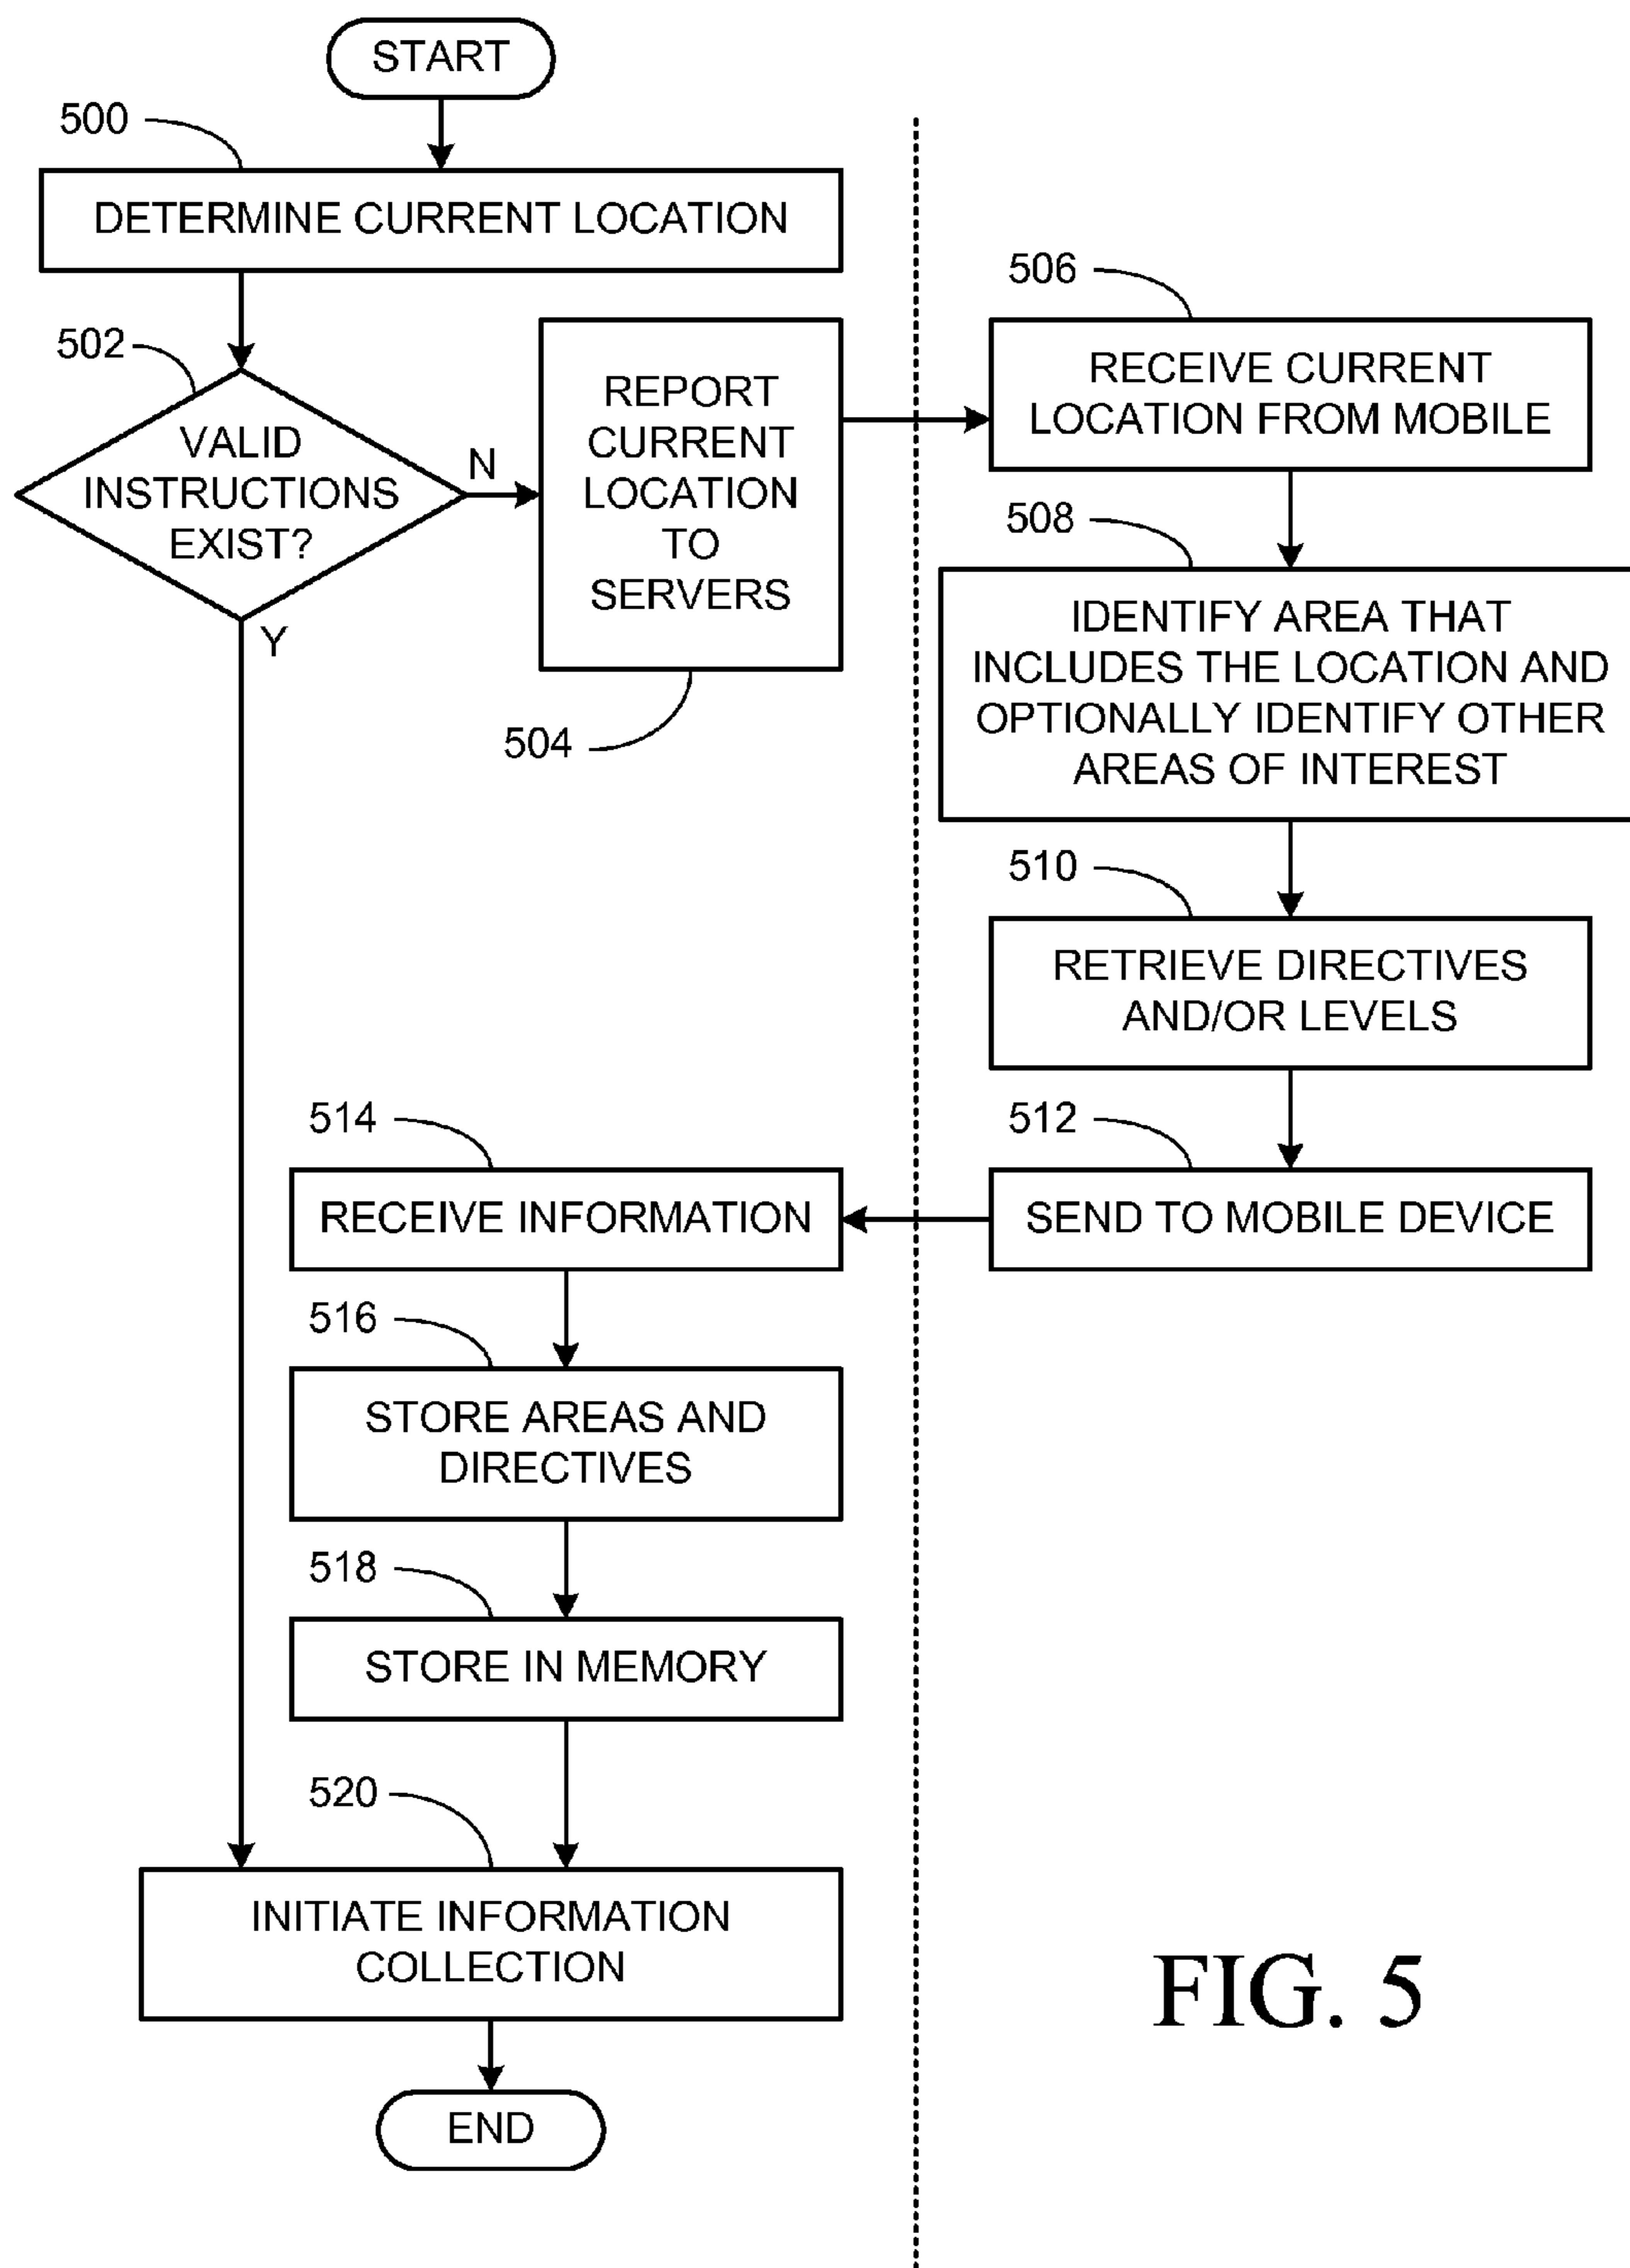 START
500
DETERMINE CURRENT LOCATION
502
VALID
INSTRUCTIONS
EXIST?
N
Y
REPORT
CURRENT
LOCATION
TO
SERVERS
504
506
RECEIVE CURRENT
LOCATION FROM MOBILE
508
IDENTIFY AREA THAT
INCLUDES THE LOCATION AND
OPTIONALLY IDENTIFY OTHER
AREAS OF INTEREST
510
RETRIEVE DIRECTIVES
AND/OR LEVELS
512
SEND TO MOBILE DEVICE
514
RECEIVE INFORMATION
516
STORE AREAS AND
DIRECTIVES
518
STORE IN MEMORY
520
INITIATE INFORMATION
COLLECTION
END
FIG. 5